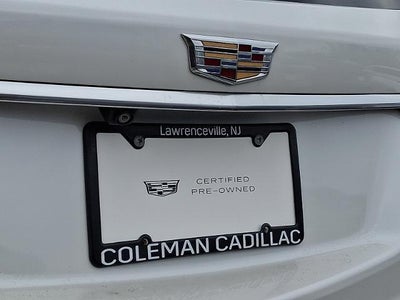 Lawrenceville, NJ
CERTIFIED
PRE-OWNED
COLEMAN CADILLAC